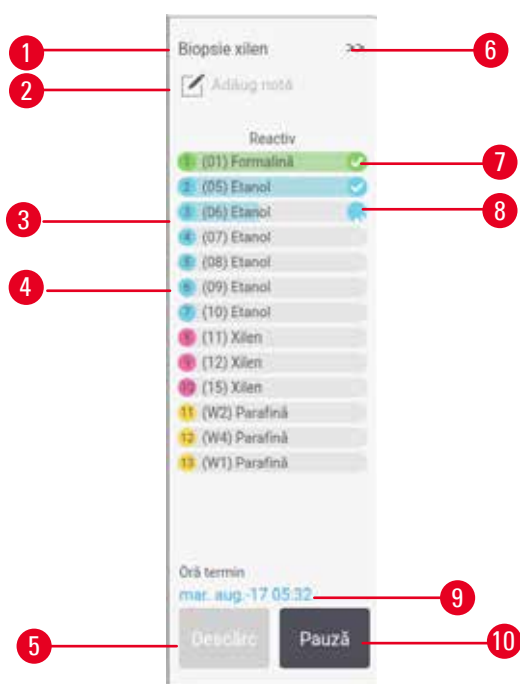 1 Biopsie xilen >> 6
2 Adăug notă
Reactiv
1 (01) Formalină 7
2 (05) Etanol
3 3 (06) Etanol 8
4 (07) Etanol
5 (08) Etanol
4 6 (09) Etanol
7 (10) Etanol
8 (11) Xilen
9 (12) Xilen
10 (15) Xilen
11 (W2) Parafină
12 (W4) Parafină
13 (W1) Parafină
Oră termin
mar. aug.-17 05:32 9
5 Descărc Pauză 10